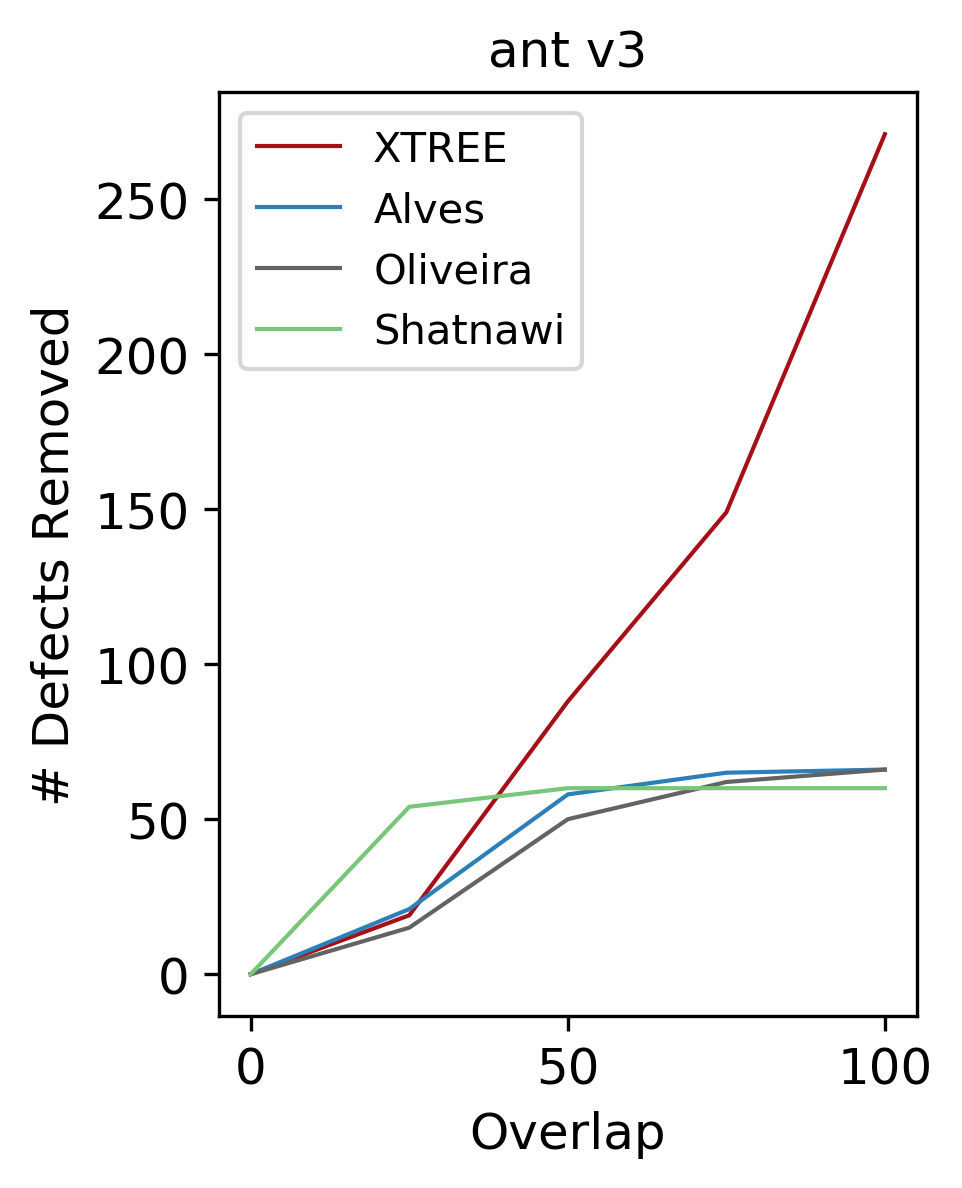 ant v3
XTREE
Alves
Oliveira
Shatnawi
# Defects Removed
250
200
150
100
50
0
0 50 100
Overlap